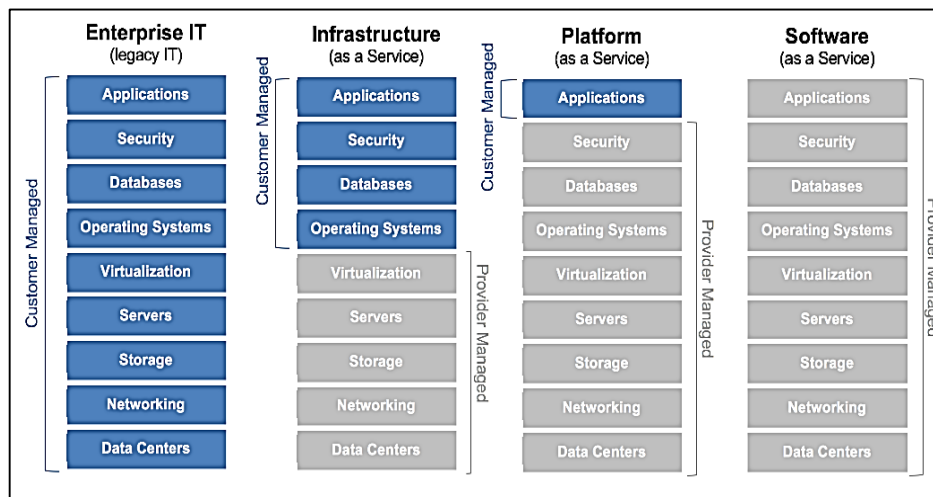 Enterprise IT
(legacy IT)
Customer Managed
Applications
Security
Databases
Operating Systems
Virtualization
Servers
Storage
Networking
Data Centers
Infrastructure
(as a Service)
Customer Managed
Applications
Security
Databases
Operating Systems
Virtualization
Servers
Storage
Networking
Data Centers
Provider Managed
Platform
(as a Service)
Customer Managed
Applications
Security
Databases
Operating Systems
Virtualization
Servers
Storage
Networking
Data Centers
Provider Managed
Software
(as a Service)
Applications
Security
Databases
Operating Systems
Virtualization
Servers
Storage
Networking
Data Centers
Provider Managed